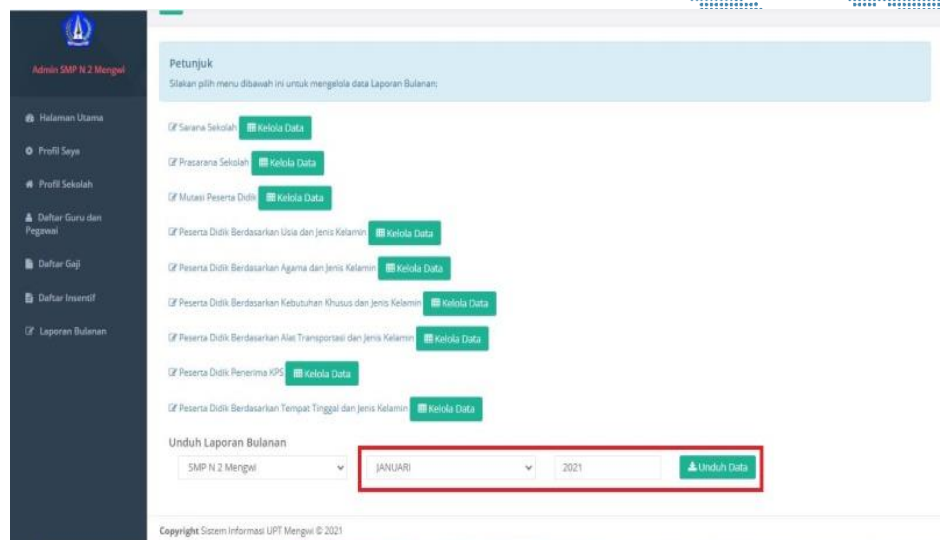 Admin SMP N 2 Mengwi
Halaman Utama
Profil Saya
Profil Sekolah
Daftar Guru dan
Pegawai
Daftar Gaji
Daftar Insentif
Laporan Bulanan
Petunjuk
Silakan pilih menu dibawah ini untuk mengelola data Laporan Bulanan:
Sarana Sekolah Kelola Data
Prasarana Sekolah Kelola Data
Mutasi Peserta Didik Kelola Data
Peserta Didik Berdasarkan Usia dan Jenis Kelamin Kelola Data
Peserta Didik Berdasarkan Agama dan Jenis Kelamin Kelola Data
Peserta Didik Berdasarkan Kebutuhan Khusus dan Jenis Kelamin Kelola Data
Peserta Didik Berdasarkan Alat Transportasi dan Jenis Kelamin Kelola Data
Peserta Didik Penerima KPS Kelola Data
Peserta Didik Berdasarkan Tempat Tinggal dan Jenis Kelamin Kelola Data
Unduh Laporan Bulanan
SMP N 2 Mengwi JANUARI 2021 Unduh Data
Copyright Sistem Informasi UPT Mengwi © 2021